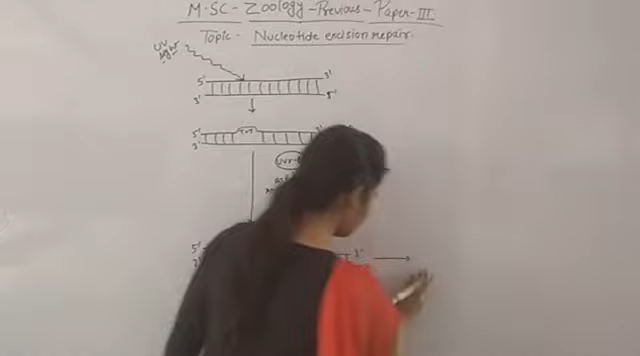 M.SC - Zoology - Previous - Paper - III
Topic - Nucleotide excision repair.
UV
light
5' 3'
3' 5'
5'
3'
5' 3'